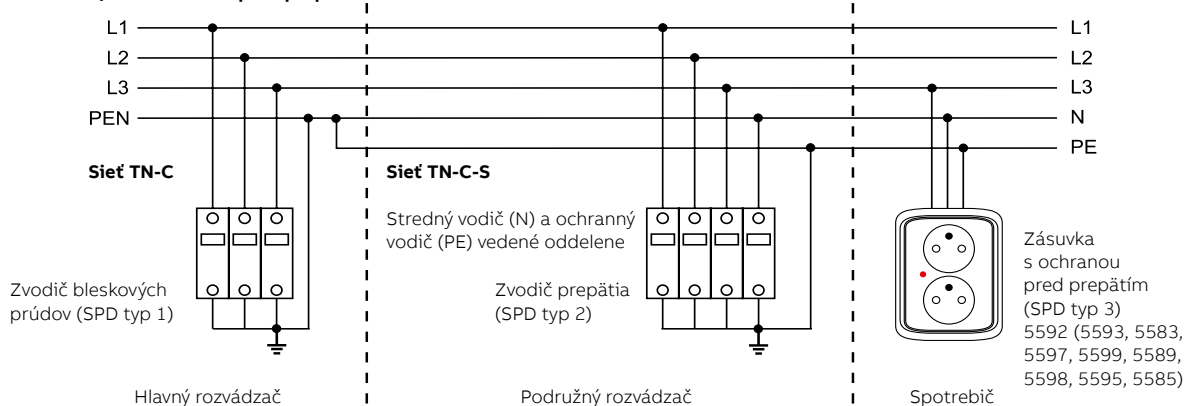 L1
L2
L3
PEN
L1
L2
L3
N
PE
Sieť TN-C
Sieť TN-C-S
Stredný vodič (N) a ochranný
vodič (PE) vedené oddelene
Zvodič bleskových
prúdov (SPD typ 1)
Zvodič prepätia
(SPD typ 2)
Zásuvka
s ochranou
pred prepätím
(SPD typ 3)
5592 (5593, 5583,
5597, 5599, 5589,
5598, 5595, 5585)
Hlavný rozvádzač
Podružný rozvádzač
Spotrebič